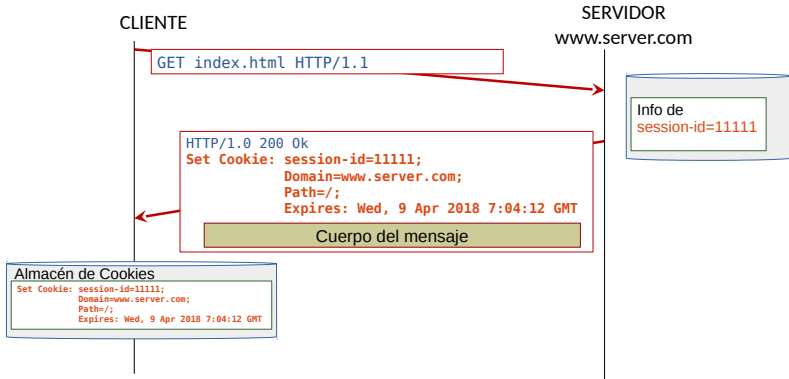 CLIENTE
SERVIDOR
www.server.com
GET index.html HTTP/1.1
Info de
session-id=11111
HTTP/1.0 200 Ok
Set Cookie: session-id=11111;
Domain=www.server.com;
Path=/;
Expires: Wed, 9 Apr 2018 7:04:12 GMT
Cuerpo del mensaje
Almacén de Cookies
Set Cookie: session-id=11111;
Domain=www.server.com;
Path=/;
Expires: Wed, 9 Apr 2018 7:04:12 GMT